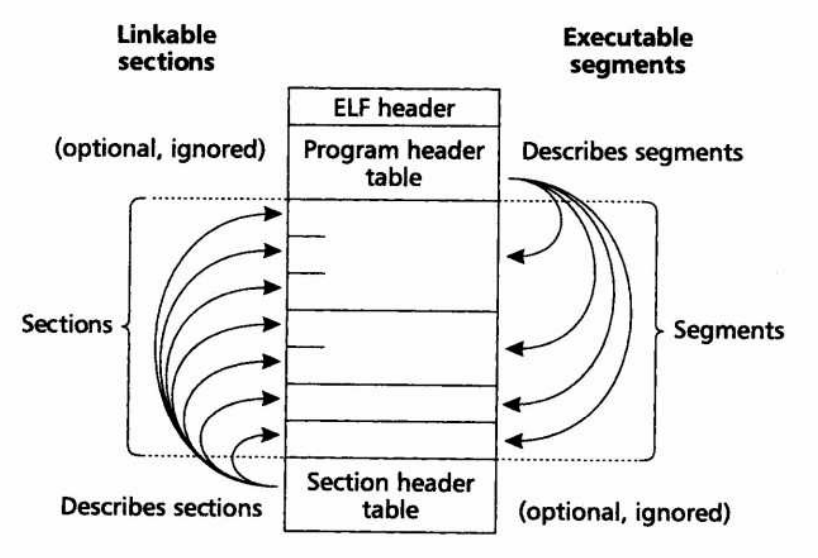 Linkable
sections
Executable
segments
ELF header
(optional, ignored)
Program header
table
Describes segments
Sections
Segments
Describes sections
Section header
table
(optional, ignored)